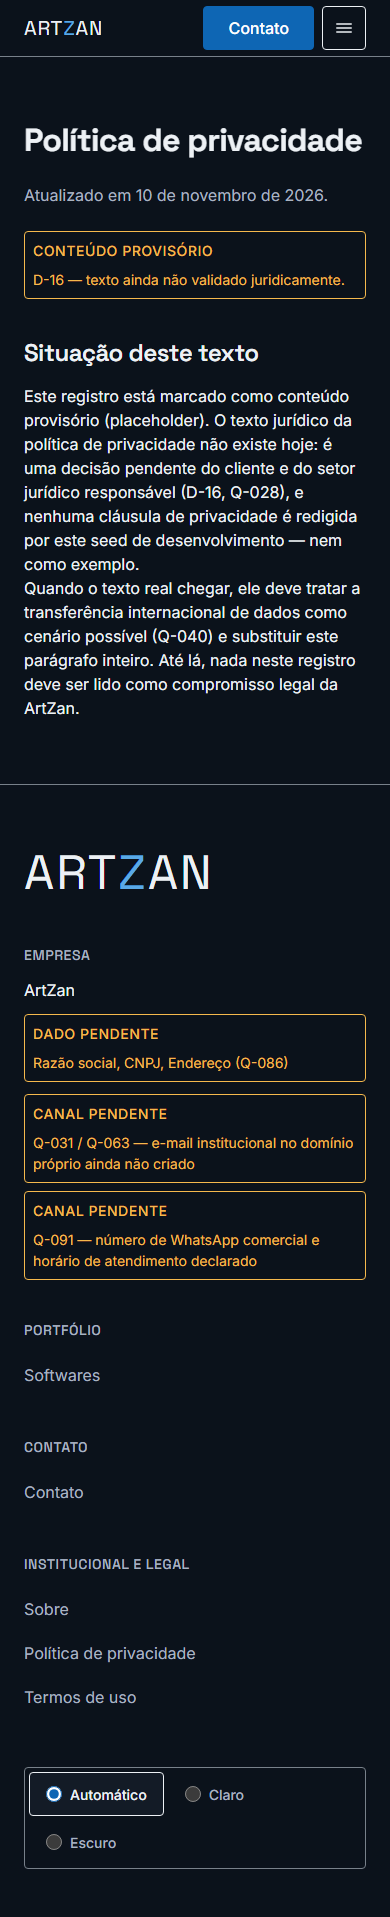 ARTZAN
Contato
Política de privacidade
Atualizado em 10 de novembro de 2026.
CONTEÚDO PROVISÓRIO
D-16 — texto ainda não validado juridicamente.
Situação deste texto
Este registro está marcado como conteúdo
provisório (placeholder). O texto jurídico da
política de privacidade não existe hoje: é
uma decisão pendente do cliente e do setor
jurídico responsável (D-16, Q-028), e
nenhuma cláusula de privacidade é redigida
por este seed de desenvolvimento — nem
como exemplo.
Quando o texto real chegar, ele deve tratar a
transferência internacional de dados como
cenário possível (Q-040) e substituir este
parágrafo inteiro. Até lá, nada neste registro
deve ser lido como compromisso legal da
ArtZan.
ARTZAN
EMPRESA
ArtZan
DADO PENDENTE
Razão social, CNPJ, Endereço (Q-086)
CANAL PENDENTE
Q-031 / Q-063 — e-mail institucional no domínio
próprio ainda não criado
CANAL PENDENTE
Q-091 — número de WhatsApp comercial e
horário de atendimento declarado
PORTFÓLIO
Softwares
CONTATO
Contato
INSTITUCIONAL E LEGAL
Sobre
Política de privacidade
Termos de uso
Automático
Claro
Escuro